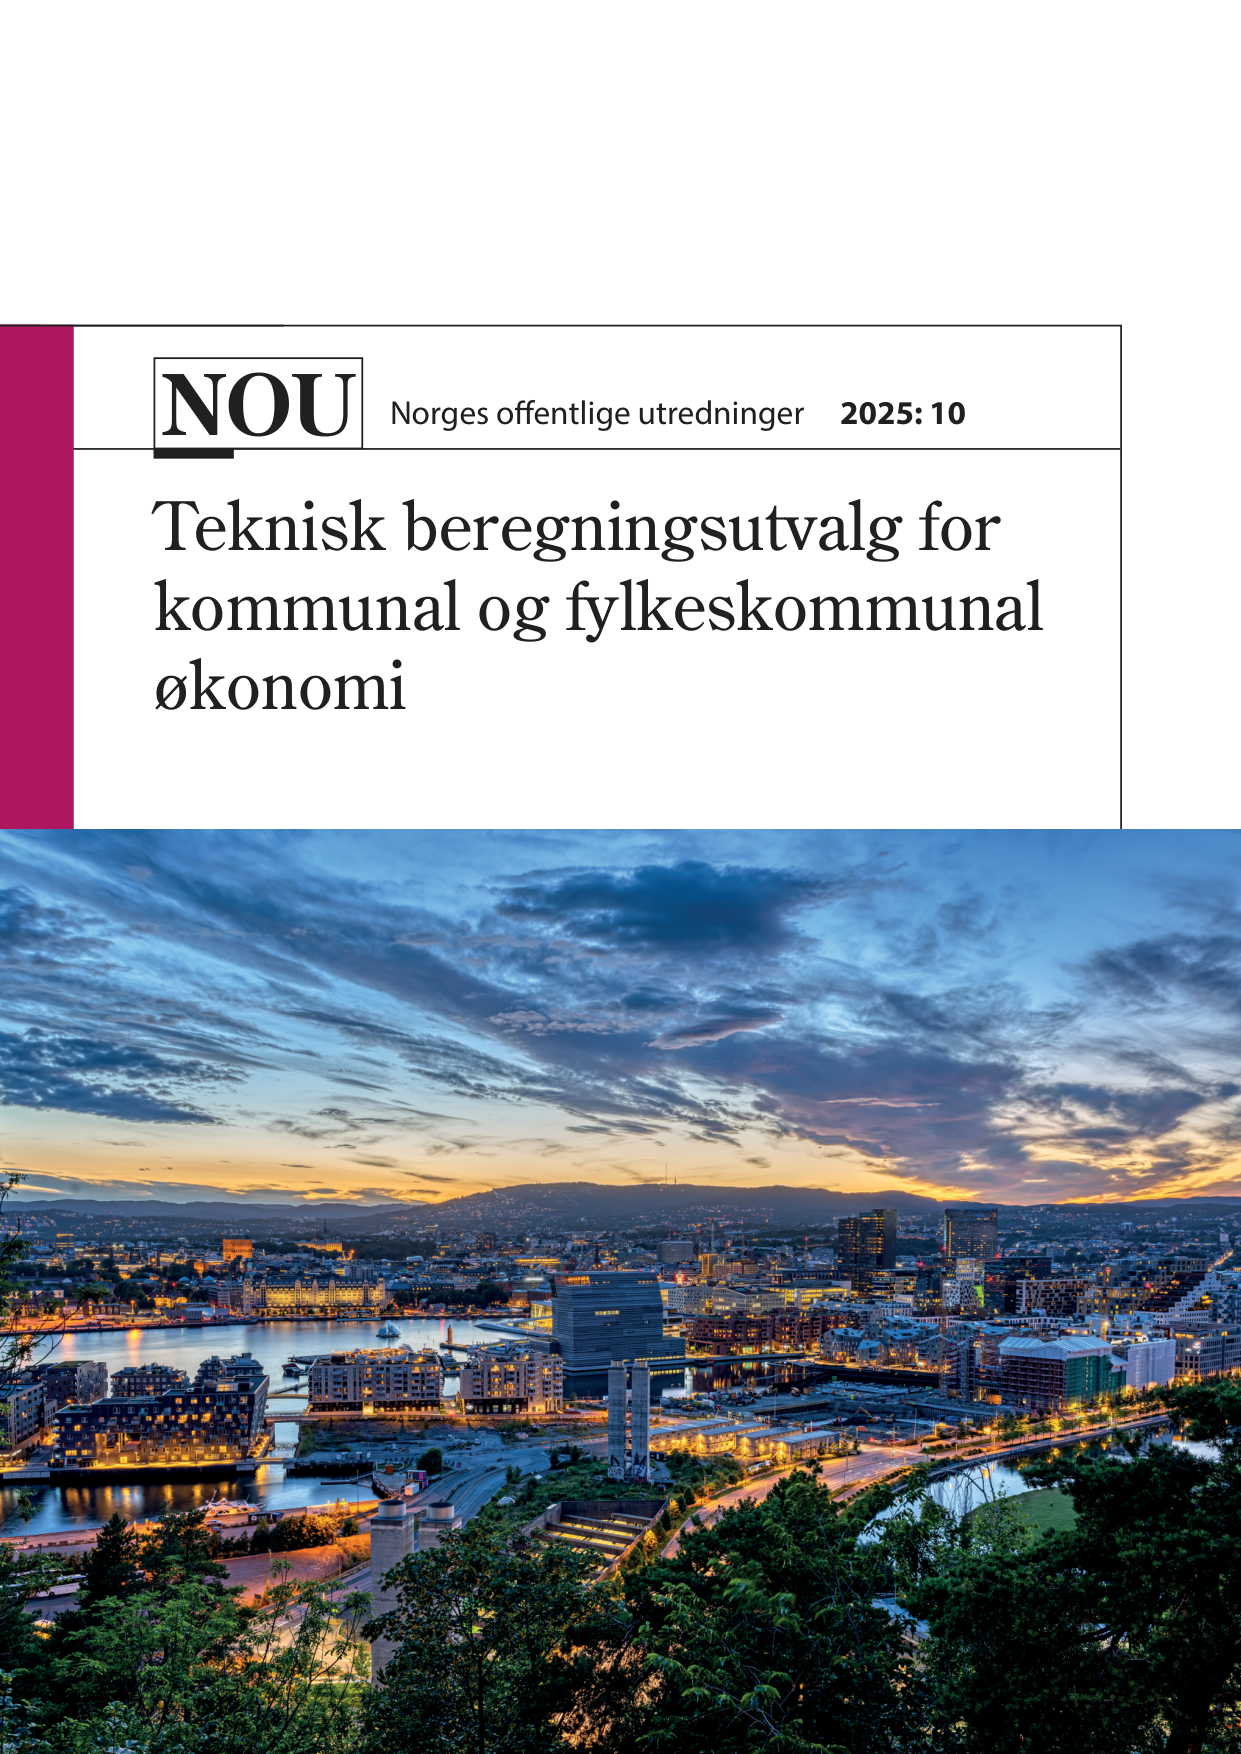 NOU Norges offentlige utredninger 2025: 10
Teknisk beregningsutvalg for
kommunal og fylkeskommunal
økonomi